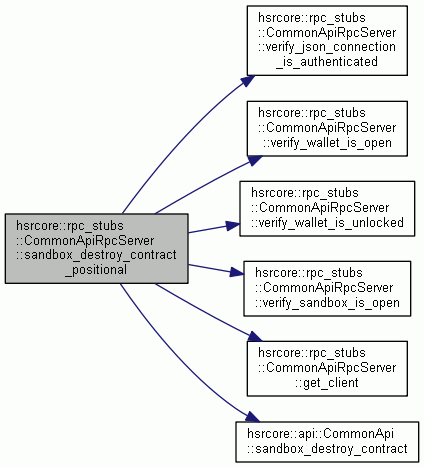 hsrcore::rpc_stubs
::CommonApiRpcServer
::verify_json_connection
_is_authenticated
hsrcore::rpc_stubs
::CommonApiRpcServer
::verify_wallet_is_open
hsrcore::rpc_stubs
::CommonApiRpcServer
::verify_wallet_is_unlocked
hsrcore::rpc_stubs
::CommonApiRpcServer
::sandbox_destroy_contract
_positional
hsrcore::rpc_stubs
::CommonApiRpcServer
::verify_sandbox_is_open
hsrcore::rpc_stubs
::CommonApiRpcServer
::get_client
hsrcore::api::CommonApi
::sandbox_destroy_contract